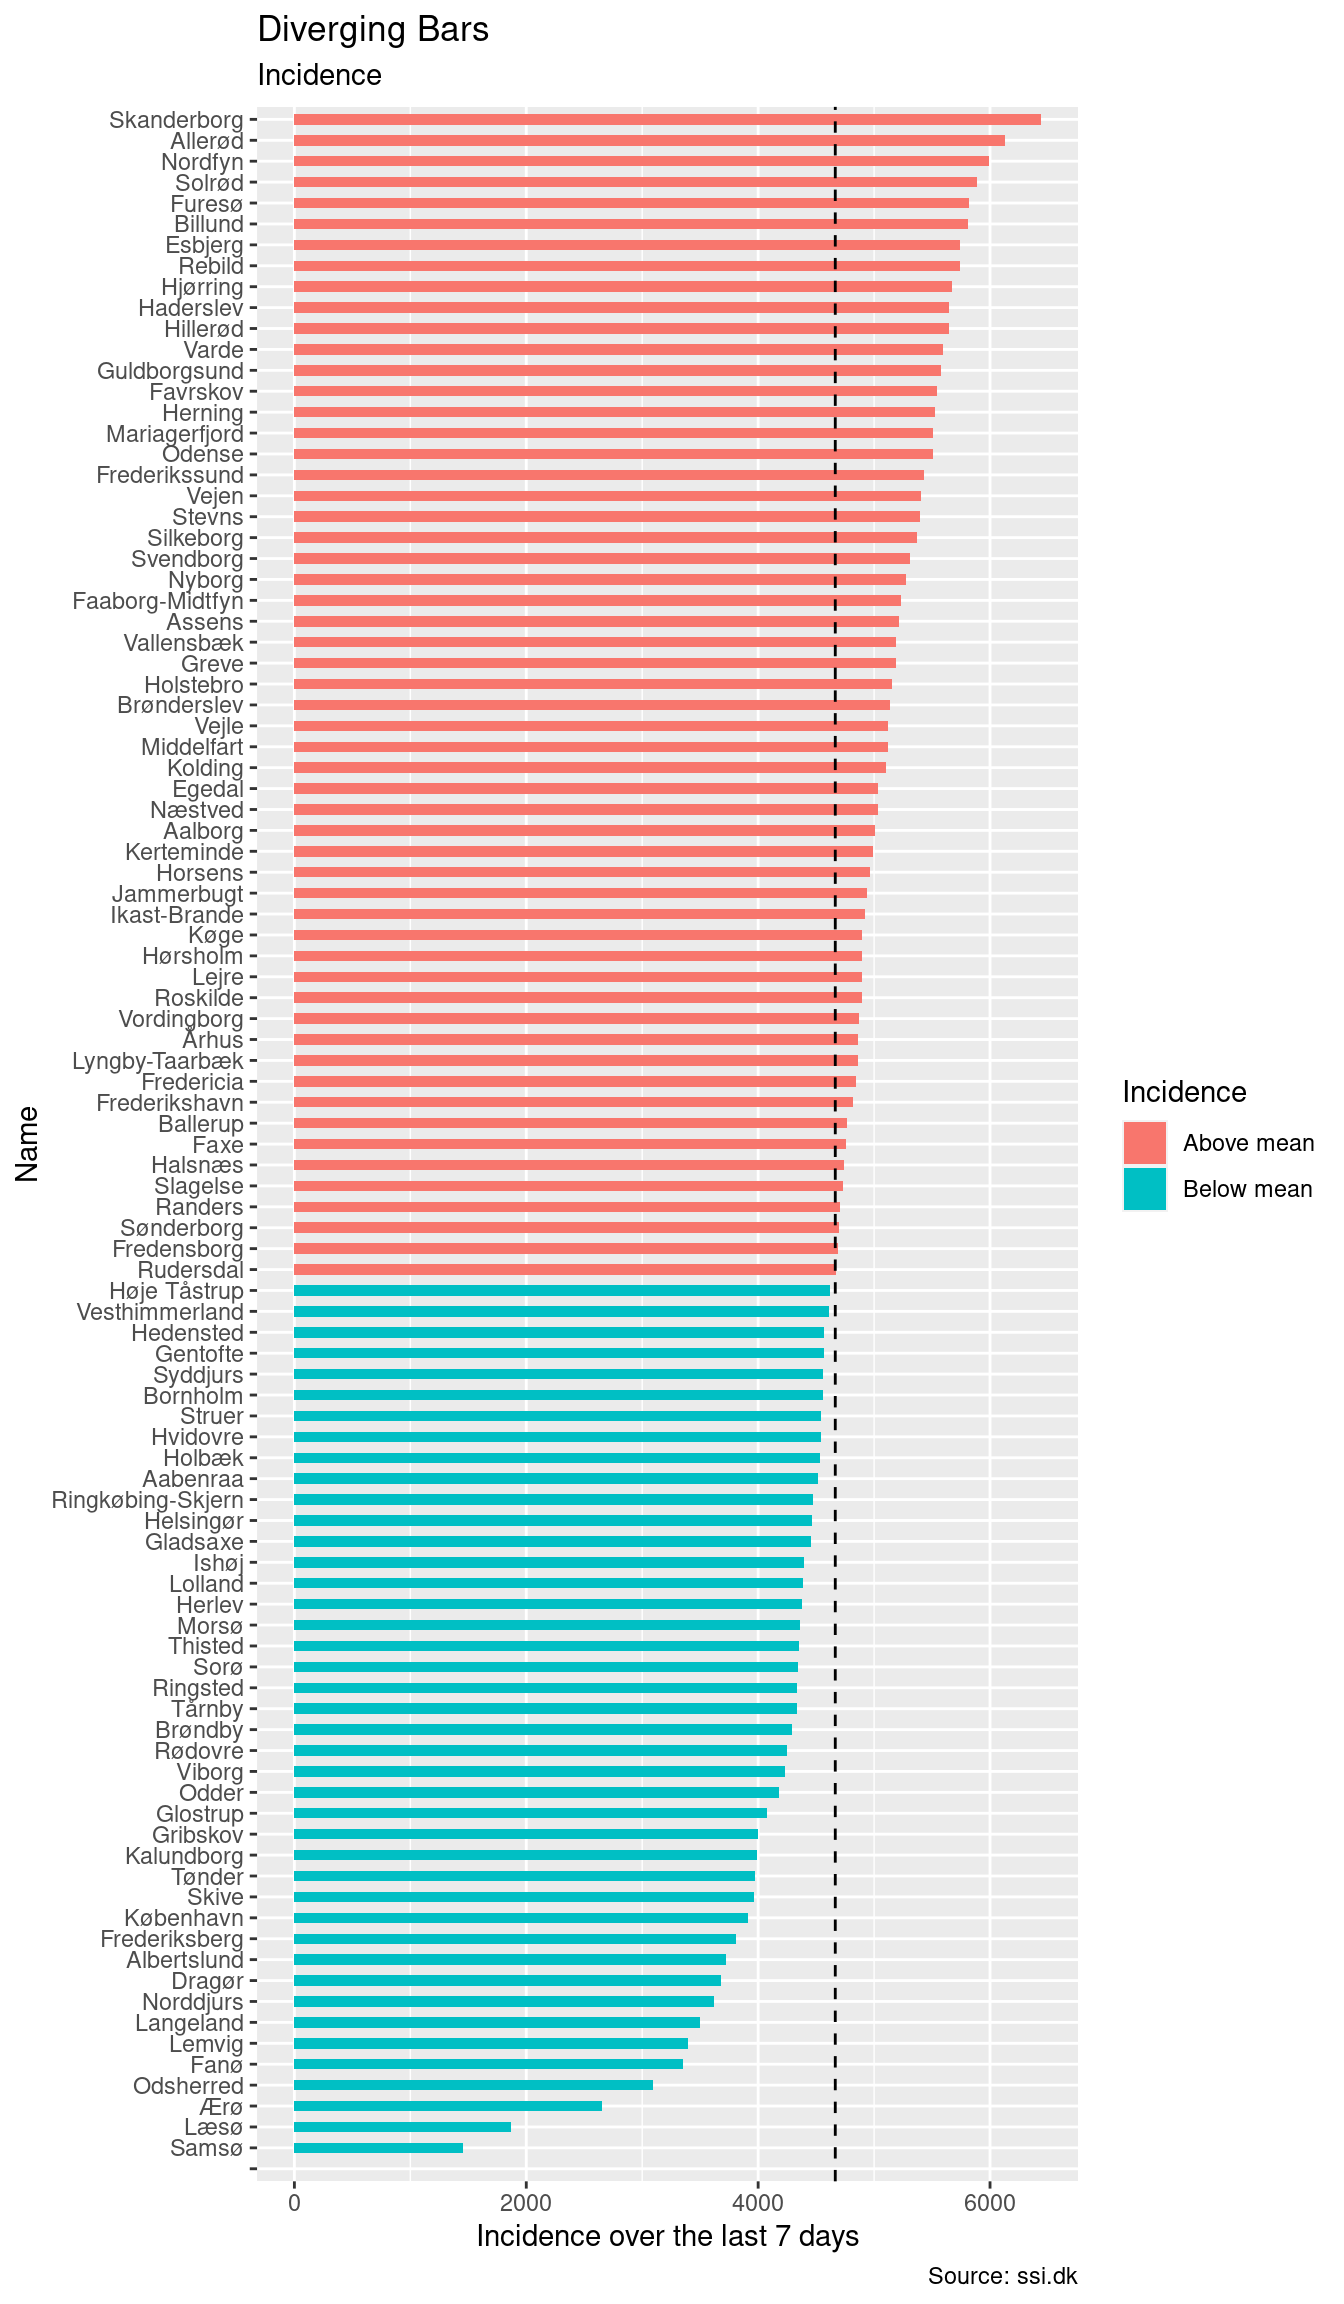 Diverging Bars
Incidence
Skanderborg
Allerød
Nordfyn
Solrød
Furesø
Billund
Esbjerg
Rebild
Hjørring
Haderslev
Hillerød
Varde
Guldborgsund
Favrskov
Herning
Mariagerfjord
Odense
Frederikssund
Vejen
Stevns
Silkeborg
Svendborg
Nyborg
Faaborg-Midtfyn
Assens
Vallensbæk
Greve
Holstebro
Brønderslev
Vejle
Middelfart
Kolding
Egedal
Næstved
Aalborg
Kerteminde
Horsens
Jammerbugt
Ikast-Brande
Køge
Hørsholm
Lejre
Roskilde
Vordingborg
Århus
Lyngby-Taarbæk
Fredericia
Frederikshavn
Ballerup
Faxe
Halsnæs
Slagelse
Randers
Sønderborg
Fredensborg
Rudersdal
Høje Tåstrup
Vesthimmerland
Hedensted
Gentofte
Syddjurs
Bornholm
Struer
Hvidovre
Holbæk
Aabenraa
Ringkøbing-Skjern
Helsingør
Gladsaxe
Ishøj
Lolland
Herlev
Morsø
Thisted
Sorø
Ringsted
Tårnby
Brøndby
Rødovre
Viborg
Odder
Glostrup
Gribskov
Kalundborg
Tønder
Skive
København
Frederiksberg
Albertslund
Dragør
Norddjurs
Langeland
Lemvig
Fanø
Odsherred
Ærø
Læsø
Samsø
Name
0 2000 4000 6000
Incidence over the last 7 days
Source: ssi.dk
Incidence
Above mean
Below mean